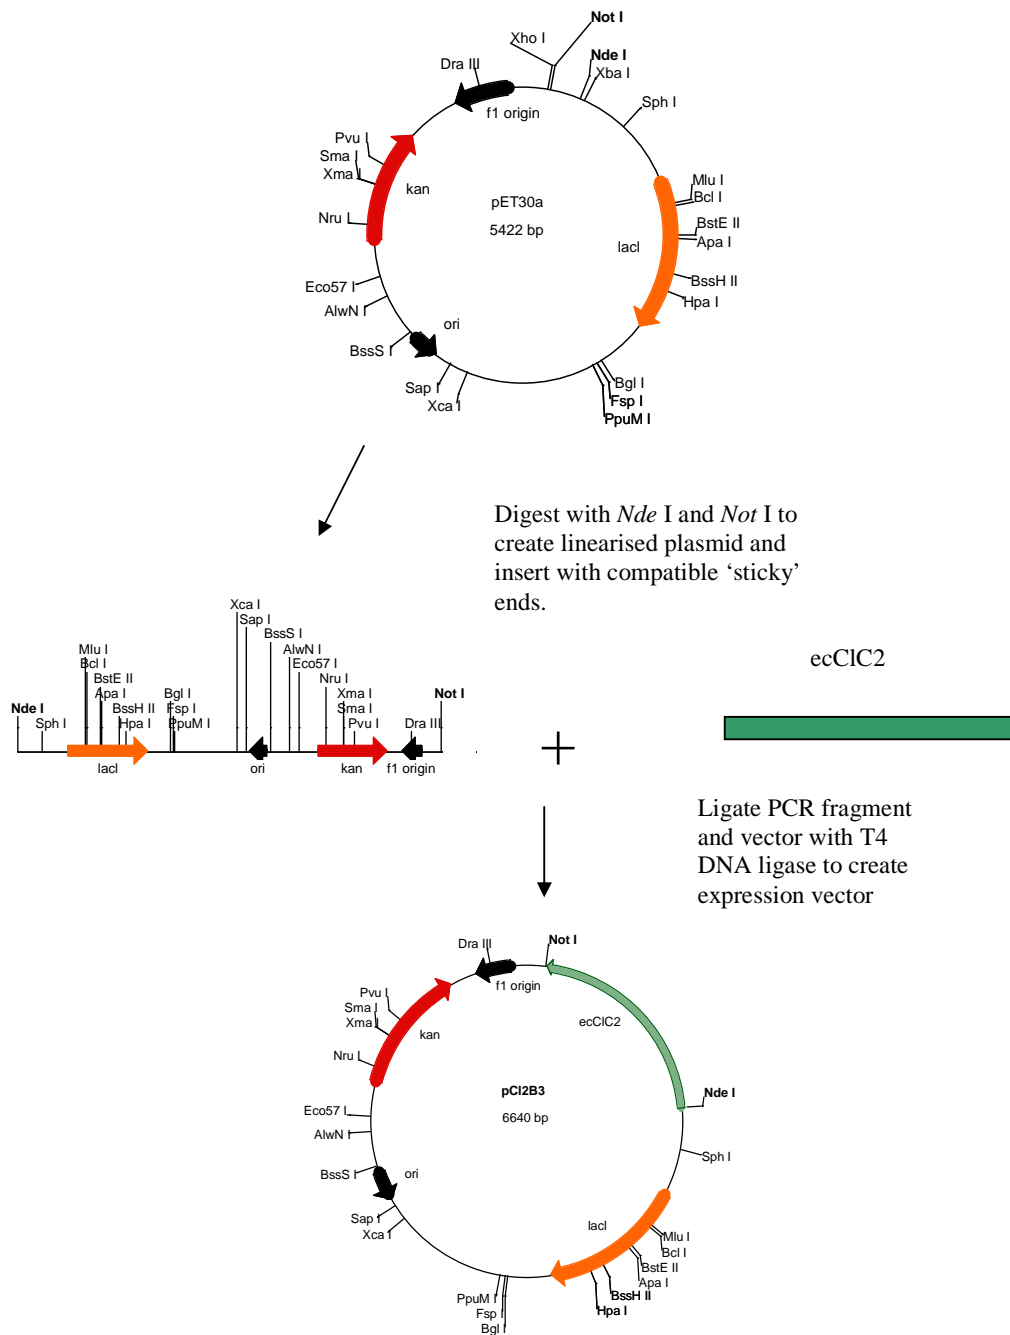 Not I
Xho I
Nde I
Xba I
Dra III
f1 origin
Sph I
Pvu I
Sma I
Xma I
kan
Nru I
Mlu I
Bcl I
pET30a
5422 bp
BstE II
Apa I
lacI
BssH II
Hpa I
Eco57 I
AlwN I
ori
BssS I
Sap I
Xca I
Bgl I
Fsp I
PpuM I
Digest with Nde I and Not I to
create linearised plasmid and
insert with compatible ‘sticky’
ends.
Xca I
Sap I
BssS I
AlwN I
Eco57 I
Mlu I
Bcl I
BstE II
Apa I
BssH II
Hpa I
Bgl I
Fsp I
PpuM I
Nru I
Xma I
Sma I
Pvu I
Dra III
Not I
Nde I
Sph I
lacI
ori
kan
f1 origin
ecClC2
+
Ligate PCR fragment
and vector with T4
DNA ligase to create
expression vector
Dra III
Not I
f1 origin
Pvu I
Sma I
Xma I
kan
ecClC2
Nru I
pCl2B3
6640 bp
Nde I
Eco57 I
AlwN I
Sph I
BssS I
ori
Sap I
Xca I
lacI
Mlu I
Bcl I
BstE II
Apa I
BssH II
Hpa I
PpuM I
Fsp I
Bgl I